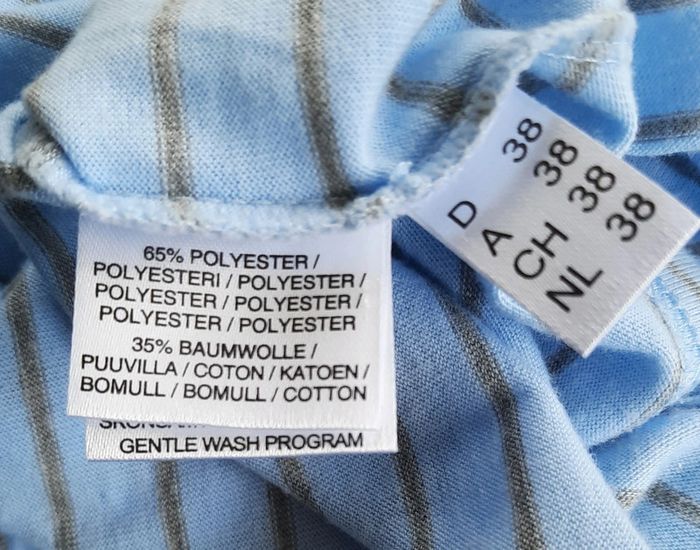 65% POLYESTER /
POLYESTERI / POLYESTER /
POLYESTER / POLYESTER /
POLYESTER / POLYESTER
35% BAUMWOLLE /
PUUVILLA / COTON / KATOEN /
BOMULL / BOMULL / COTTON
GENTLE WASH PROGRAM
D 38
A 38
CH 38
NL 38